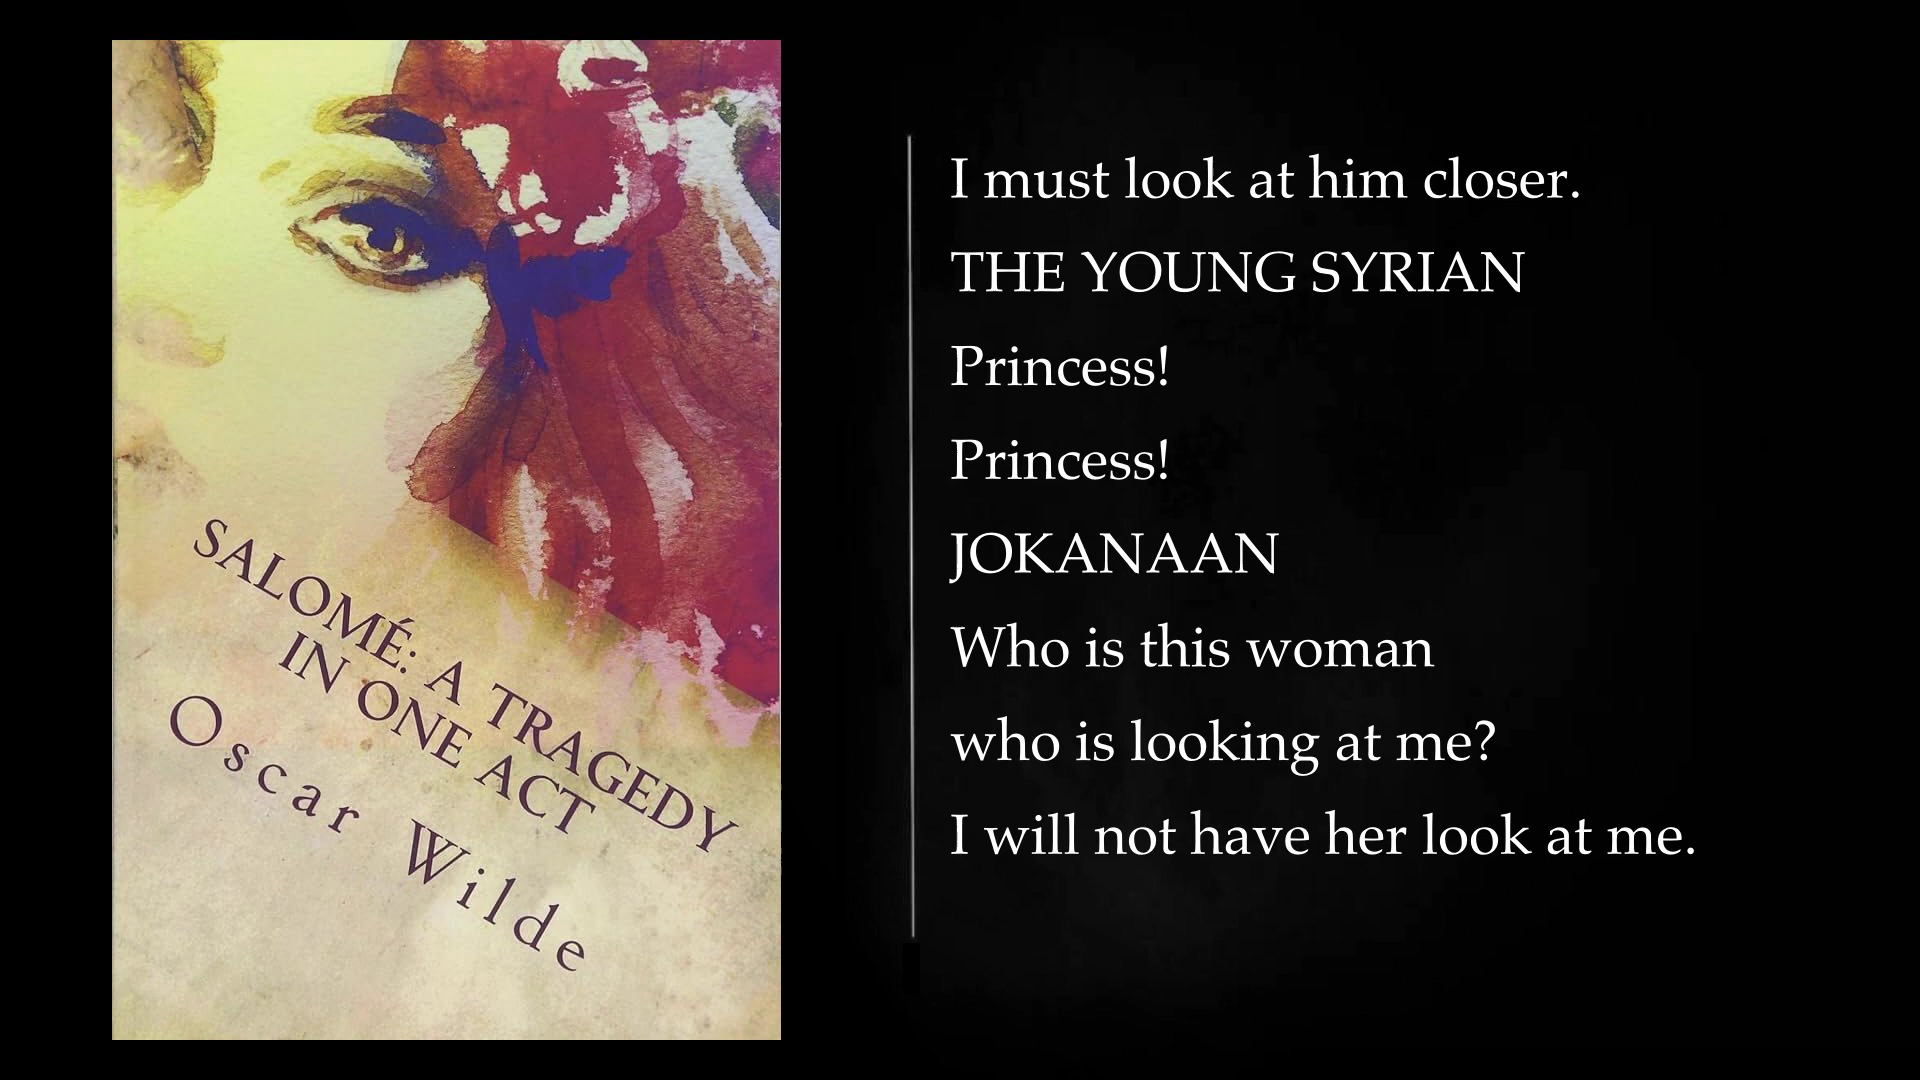 SALOMÉ: A TRAGEDY
IN ONE ACT
Oscar Wilde
I must look at him closer.
THE YOUNG SYRIAN
Princess!
Princess!
JOKANAAN
Who is this woman
who is looking at me?
I will not have her look at me.